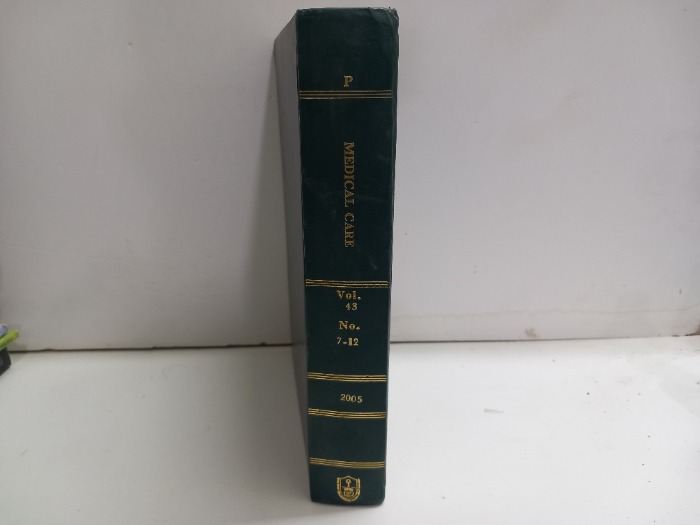 P
MEDICAL CARE
Vol.
43
No.
7-12
2005